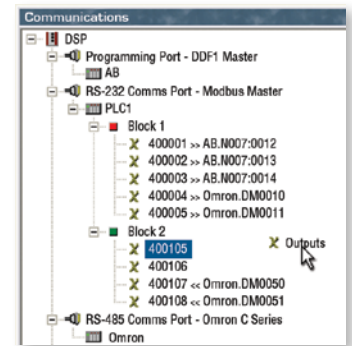 Communications
DSP
Programming Port - DDF1 Master
AB
RS-232 Comms Port - Modbus Master
PLC1
Block 1
400001 >> AB.N007:0012
400002 >> AB.N007:0013
400003 >> AB.N007:0014
400004 >> Omron.DM0010
400005 >> Omron.DM0011
Block 2
400105
Outputs
400106
400107 << Omron.DM0050
400108 << Omron.DM0051
RS-485 Comms Port - Omron C Series
Omron